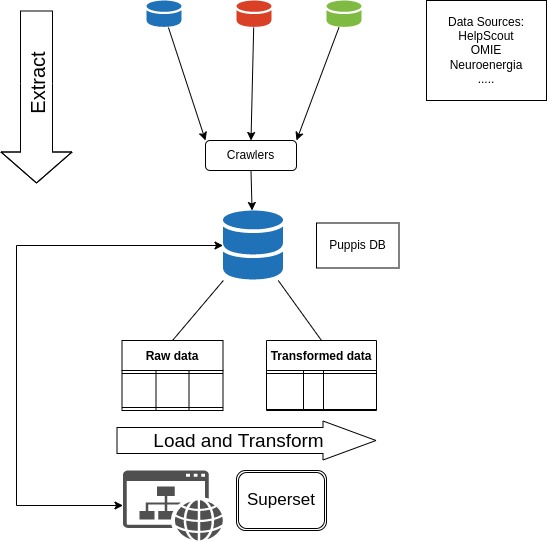 Data Sources:
HelpScout
OMIE
Neuroenergia
.....
Extract
Crawlers
Puppis DB
Raw data
Transformed data
Load and Transform
Superset